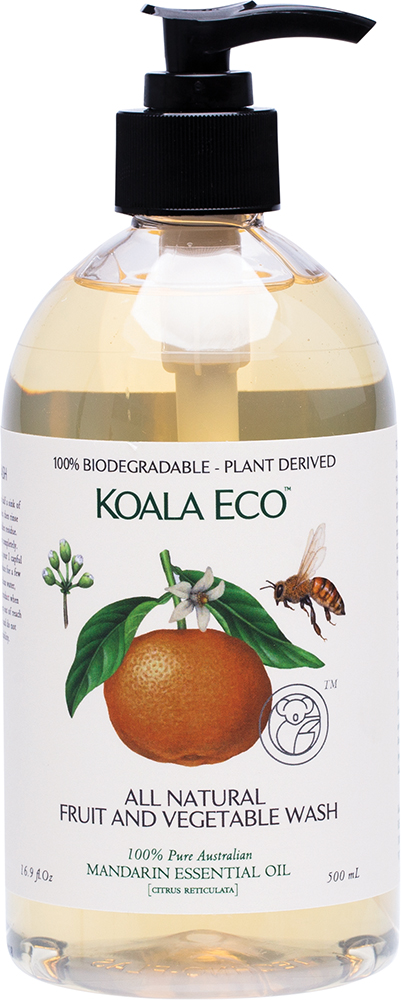 100% BIODEGRADABLE - PLANT DERIVED
KOALA ECO™
TM
ALL NATURAL
FRUIT AND VEGETABLE WASH
100% Pure Australian
16.9 fl.Oz
MANDARIN ESSENTIAL OIL
500 mL
[CITRUS RETICULATA]